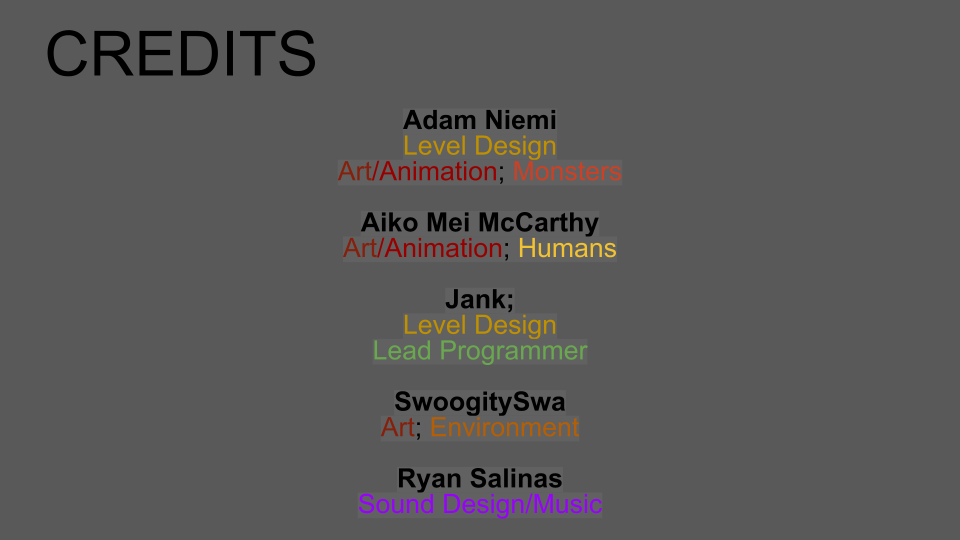 CREDITS
Adam Niemi
Level Design
Art/Animation; Monsters
Aiko Mei McCarthy
Art/Animation; Humans
Jank;
Level Design
Lead Programmer
SwoogitySwa
Art; Environment
Ryan Salinas
Sound Design/Music